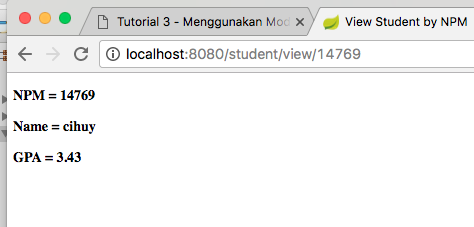 Tutorial 3 - Menggunakan Mod
View Student by NPM
localhost:8080/student/view/14769
NPM = 14769
Name = cihuy
GPA = 3.43